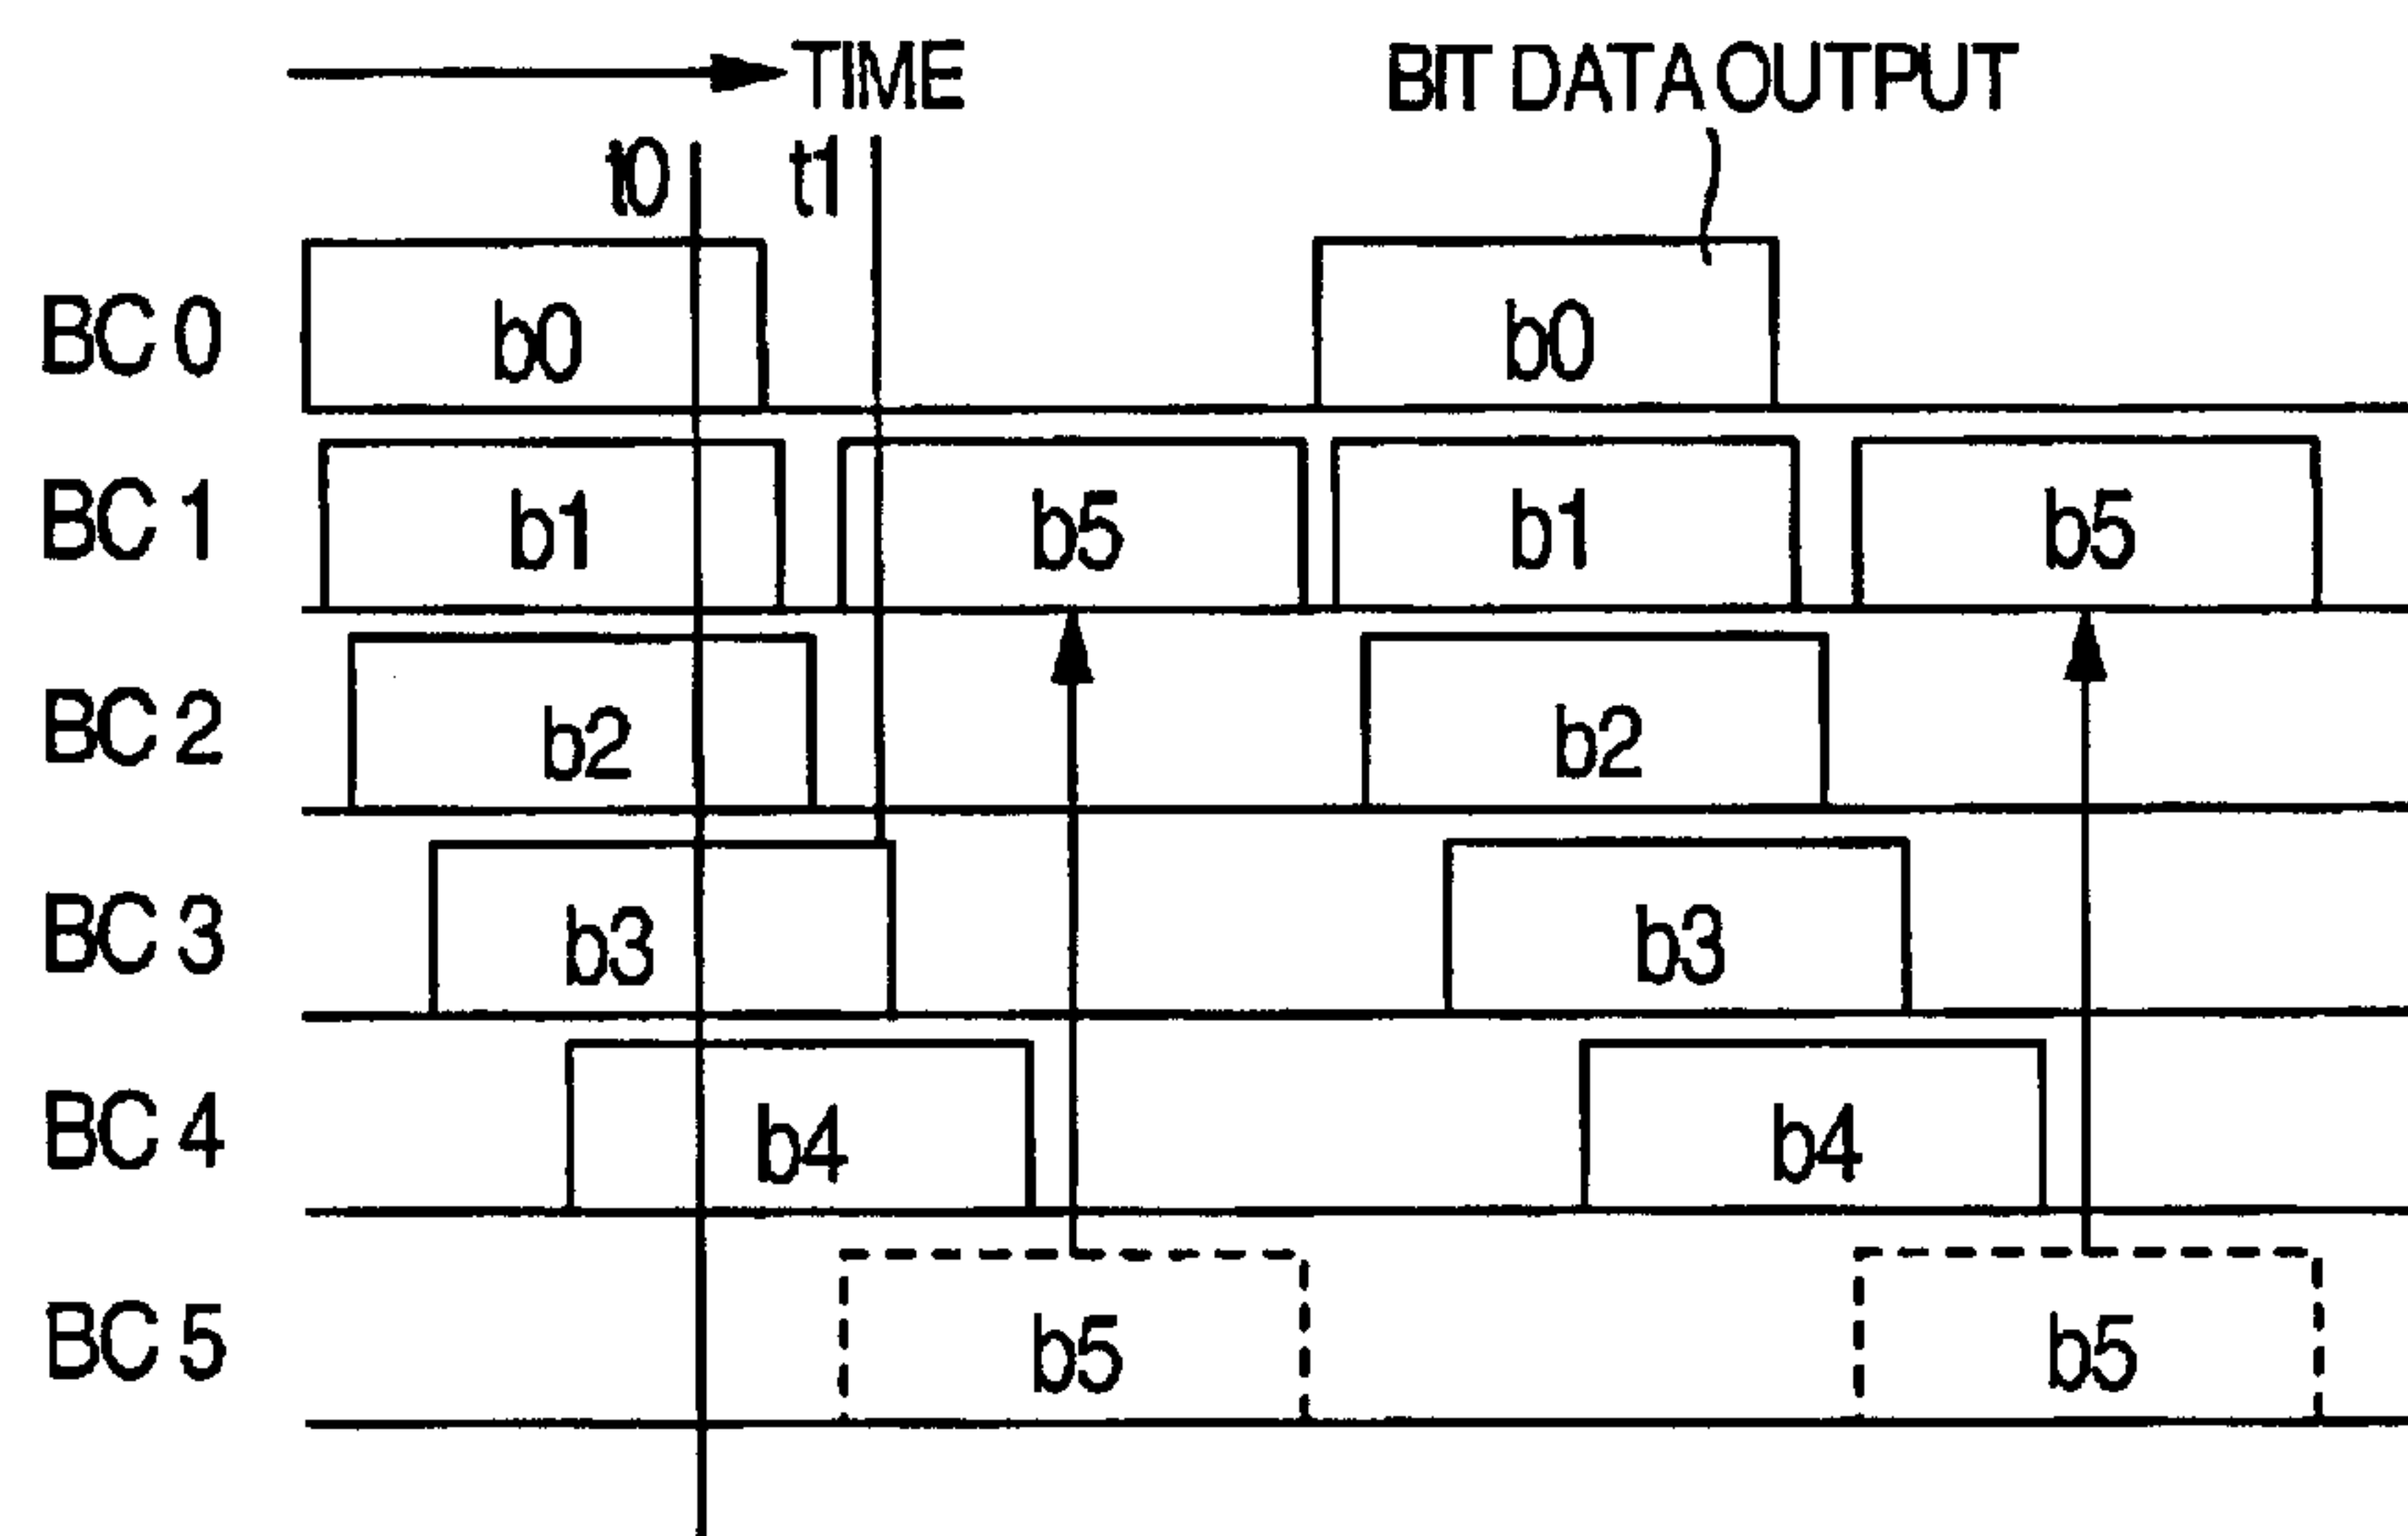 TIME
BIT DATA OUTPUT
t0 t1
BC 0 b0 b0
BC 1 b1 b5 b1 b5
BC 2 b2 b2
BC 3 b3 b3
BC 4 b4 b4
BC 5 b5 b5